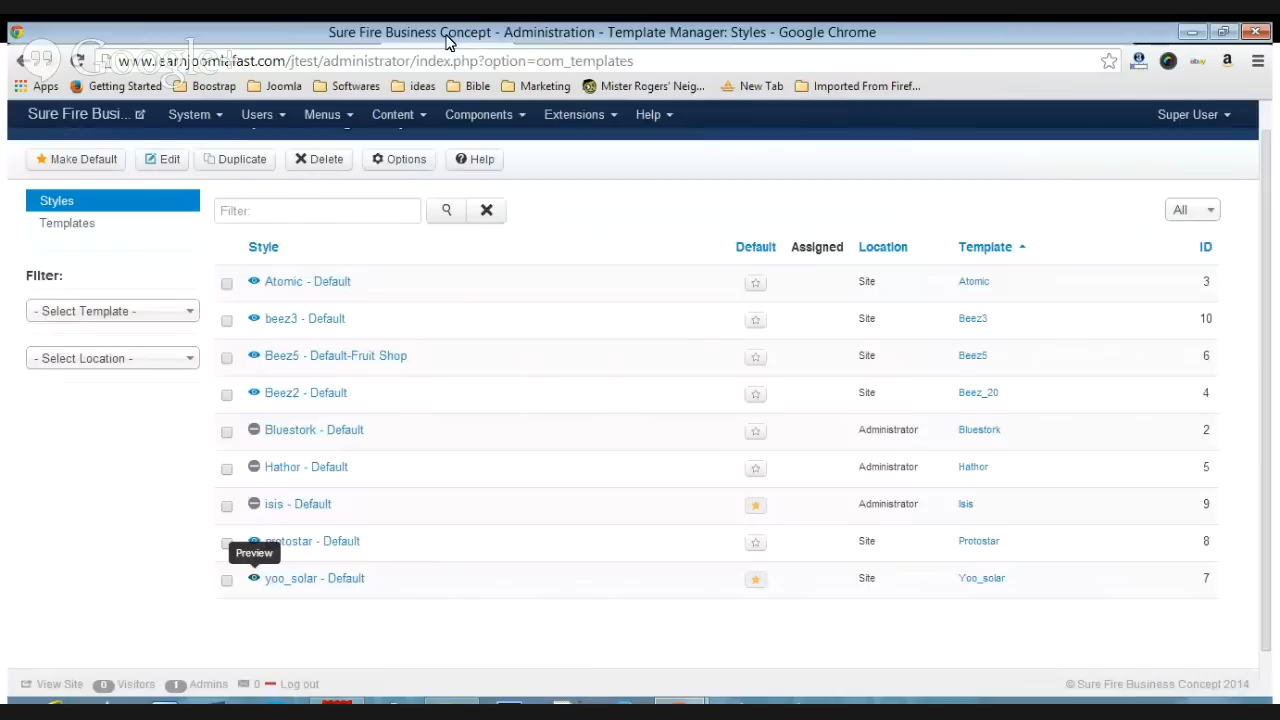 Sure Fire Business Concept - Administration - Template Manager: Styles - Google Chrome
Google+
www.learnjoomlafast.com/jtest/administrator/index.php?option=com_templates
Apps Getting Started Boostrap Joomla Softwares ideas Bible Marketing Mister Rogers' Neig... New Tab Imported From Firef...
Sure Fire Busi... System Users Menus Content Components Extensions Help Super User
Make Default Edit Duplicate Delete Options Help
Styles
Templates
Filter:
- Select Template -
- Select Location -
Filter: All
Style Default Assigned Location Template ID
Atomic - Default Site Atomic 3
beez3 - Default Site Beez3 10
Beez5 - Default-Fruit Shop Site Beez5 6
Beez2 - Default Site Beez_20 4
Bluestork - Default Administrator Bluestork 2
Hathor - Default Administrator Hathor 5
isis - Default Administrator Isis 9
protostar - Default Site Protostar 8
Preview
yoo_solar - Default Site Yoo_solar 7
View Site 0 Visitors 1 Admins 0 Log out © Sure Fire Business Concept 2014